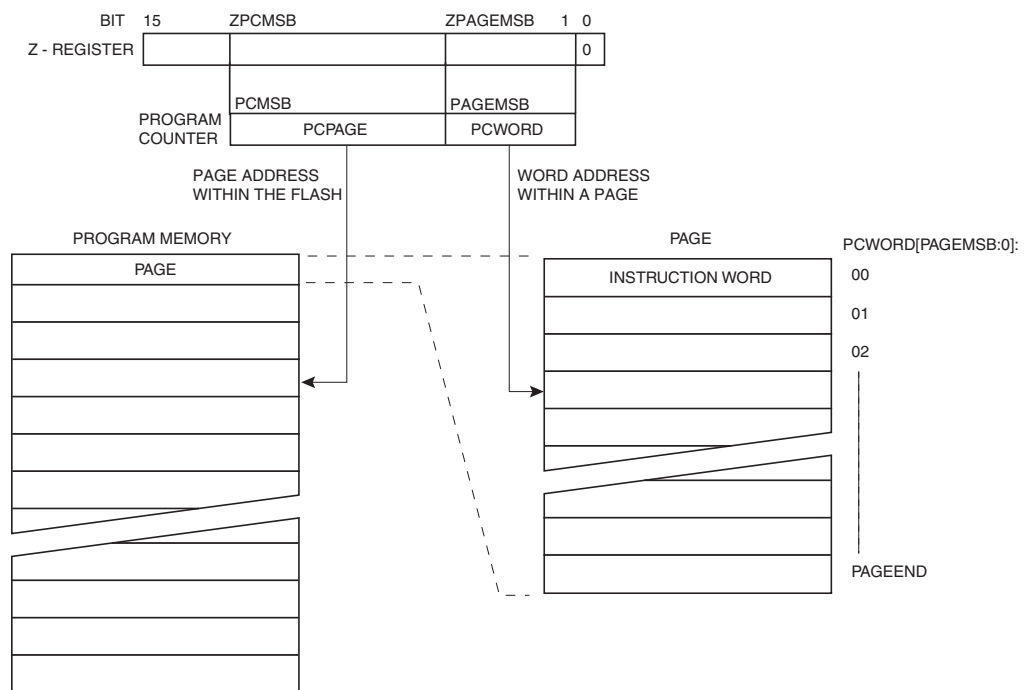 BIT 15 ZPCMSB ZPAGEMSB 1 0
Z - REGISTER 0
PCMSB PAGEMSB
PROGRAM
COUNTER
PCPAGE PCWORD
PAGE ADDRESS
WITHIN THE FLASH
WORD ADDRESS
WITHIN A PAGE
PROGRAM MEMORY
PAGE
PAGE
INSTRUCTION WORD
PCWORD[PAGEMSB:0]:
00
01
02
PAGEEND